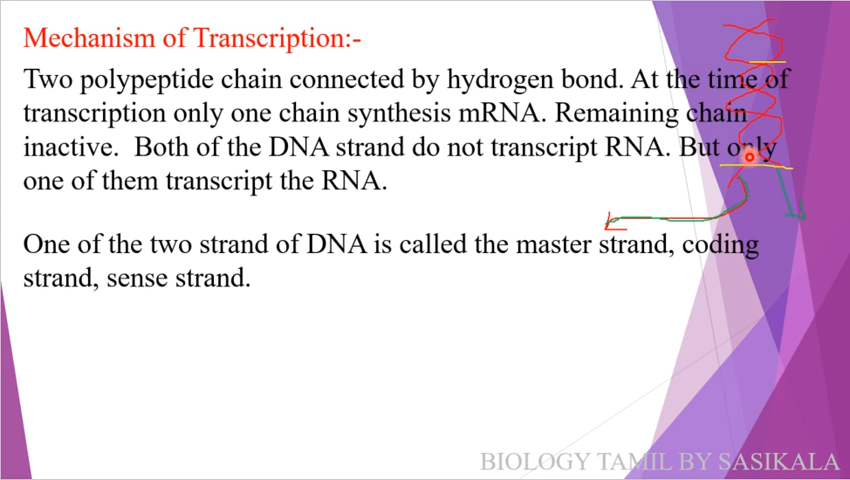 Mechanism of Transcription:-
Two polypeptide chain connected by hydrogen bond. At the time of
transcription only one chain synthesis mRNA. Remaining chain
inactive.  Both of the DNA strand do not transcript RNA. But only
one of them transcript the RNA.
One of the two strand of DNA is called the master strand, coding
strand, sense strand.
BIOLOGY TAMIL BY SASIKALA